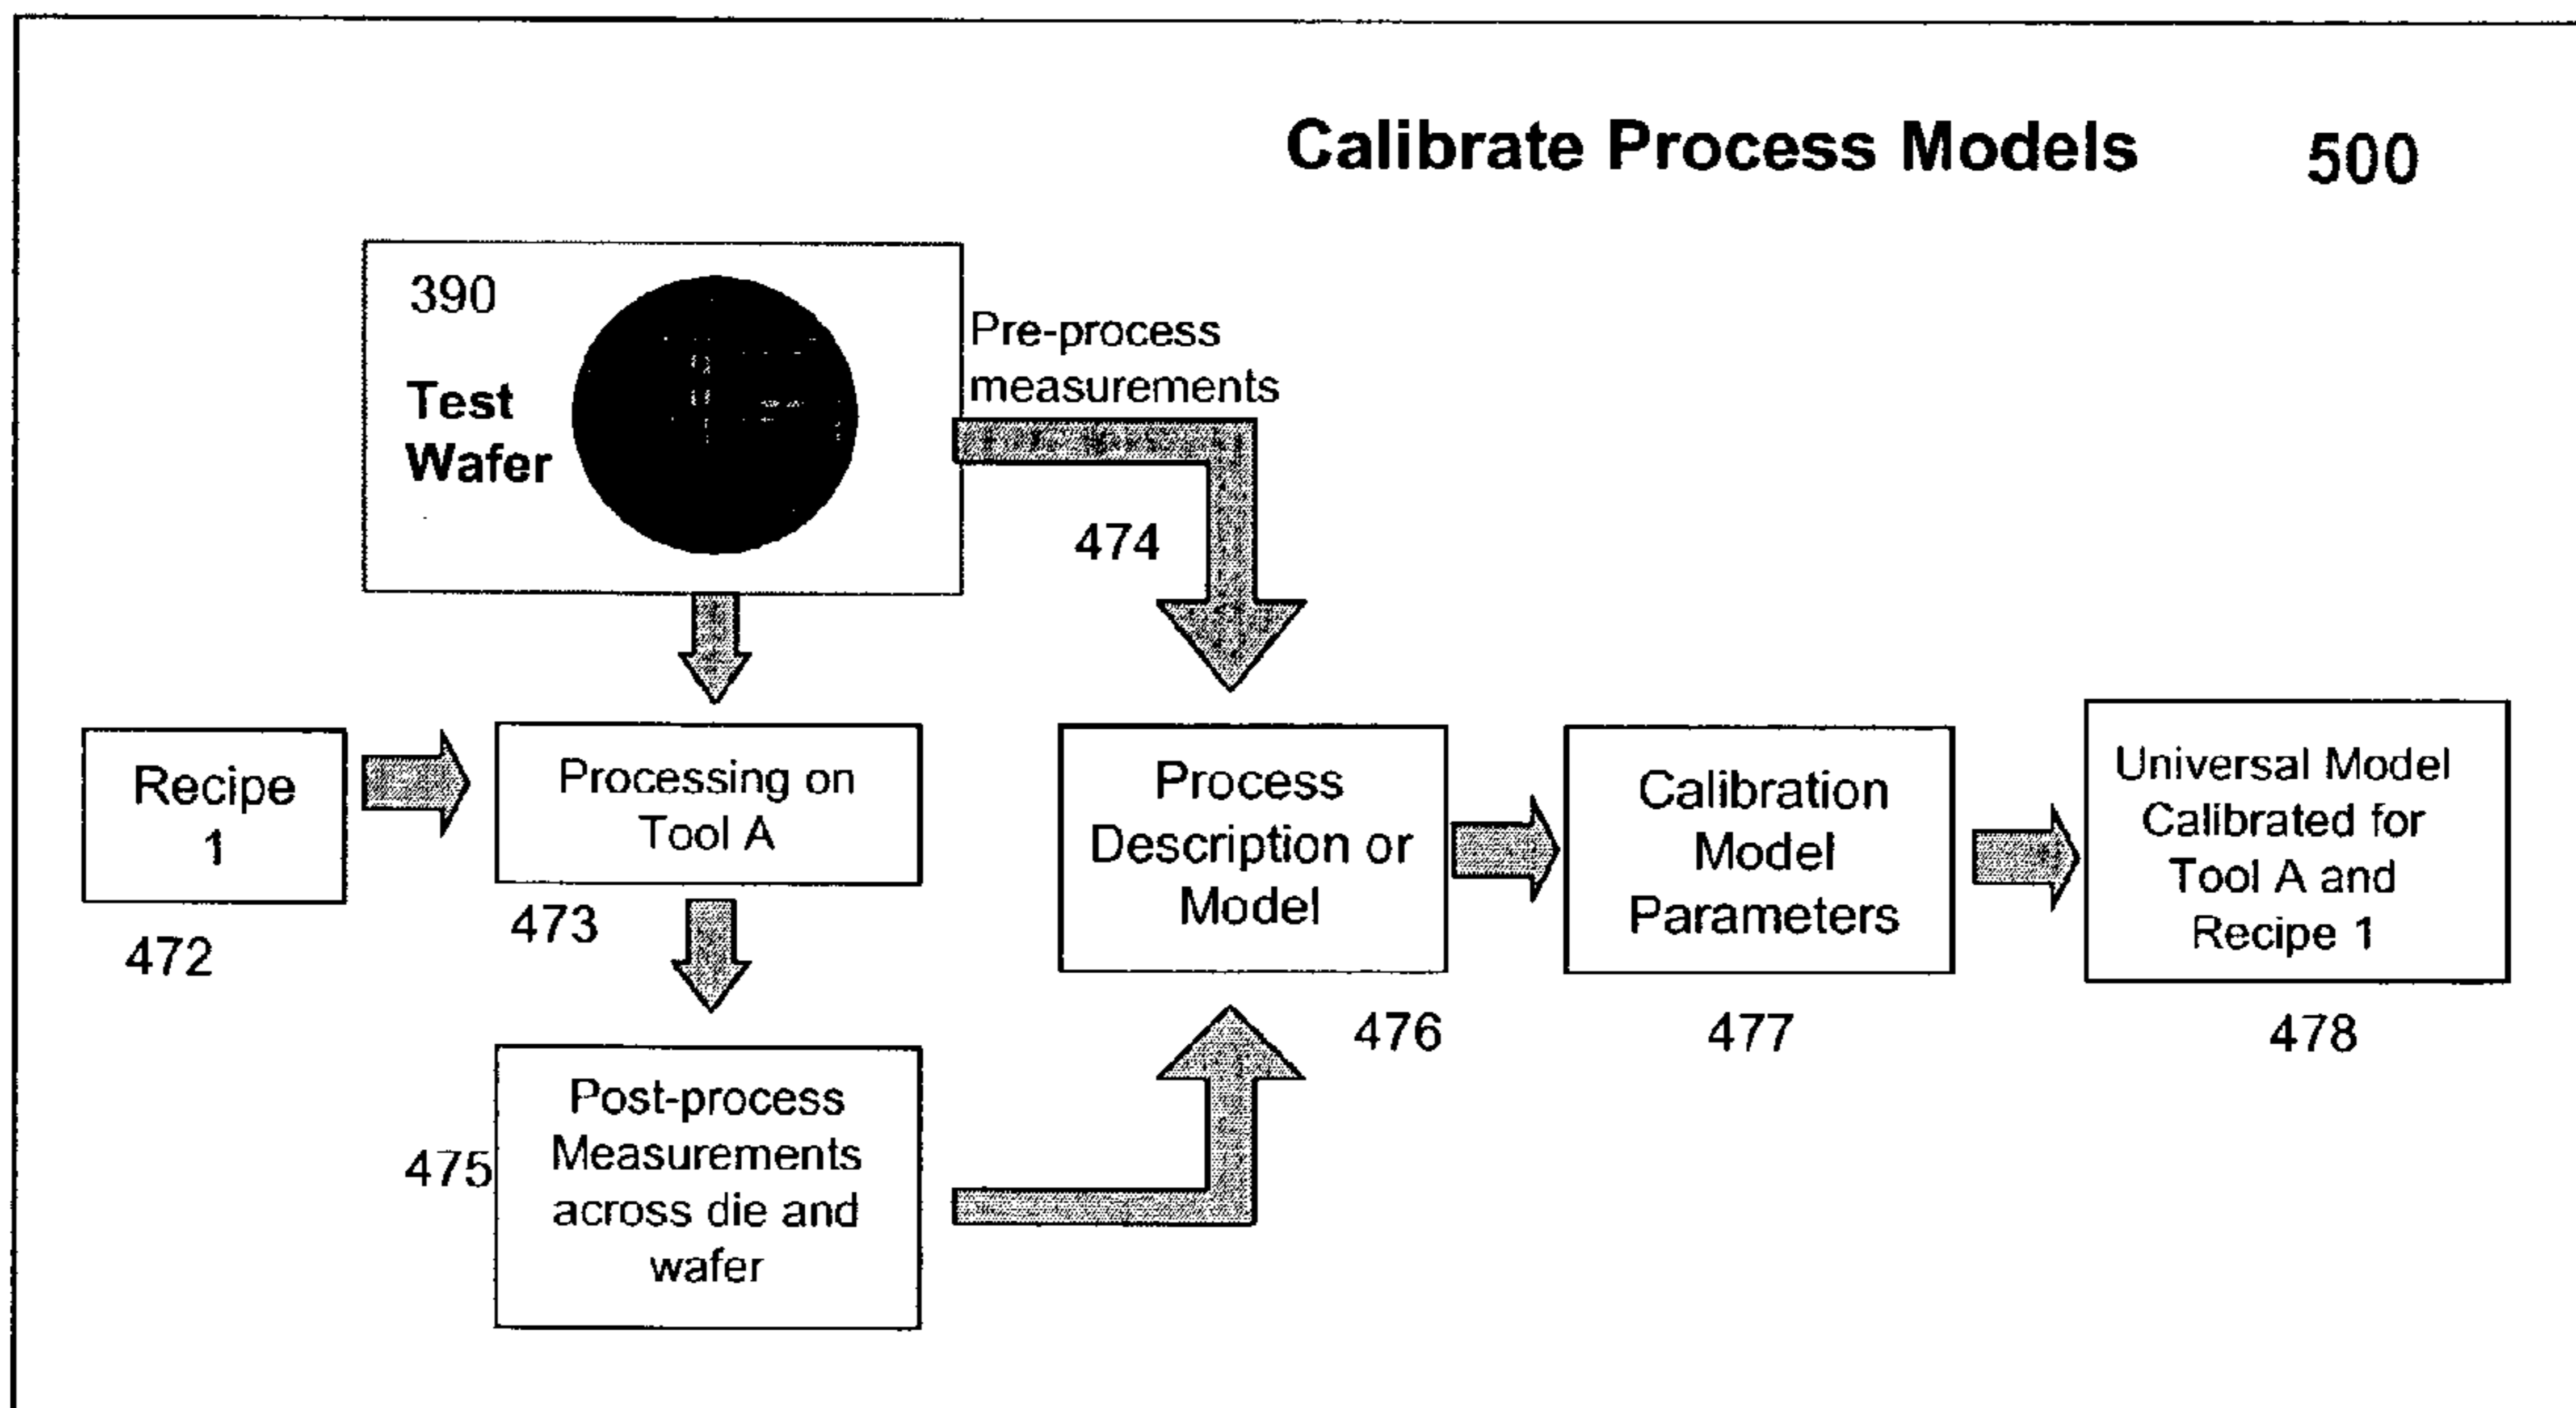 Calibrate Process Models 500
390
Test
Wafer
Pre-process
measurements
474
Recipe
1
472
Processing on
Tool A
473
Post-process
Measurements
across die and
wafer
475
Process
Description or
Model
476
Calibration
Model
Parameters
477
Universal Model
Calibrated for
Tool A and
Recipe 1
478